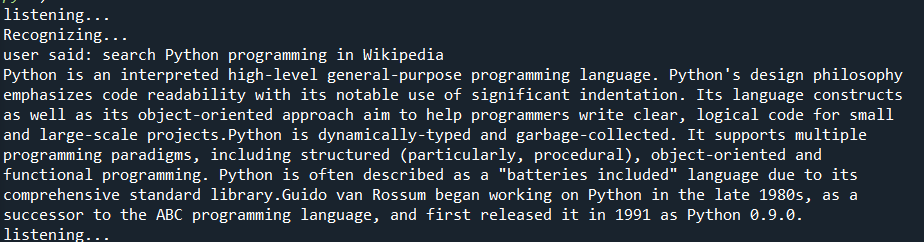 listening...
Recognizing...
user said: search Python programming in Wikipedia
Python is an interpreted high-level general-purpose programming language. Python's design philosophy
emphasizes code readability with its notable use of significant indentation. Its language constructs
as well as its object-oriented approach aim to help programmers write clear, logical code for small
and large-scale projects.Python is dynamically-typed and garbage-collected. It supports multiple
programming paradigms, including structured (particularly, procedural), object-oriented and
functional programming. Python is often described as a "batteries included" language due to its
comprehensive standard library.Guido van Rossum began working on Python in the late 1980s, as a
successor to the ABC programming language, and first released it in 1991 as Python 0.9.0.
listening...